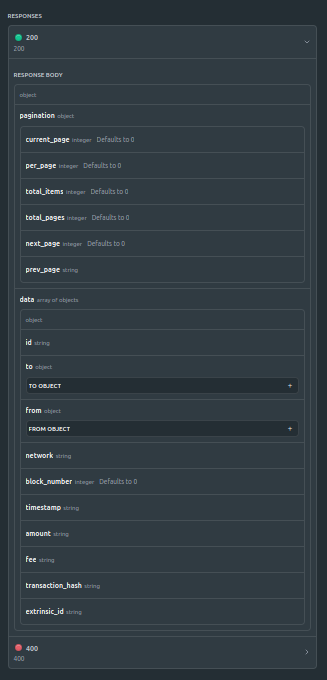 RESPONSES
200
200
RESPONSE BODY
object
pagination object
current_page integer Defaults to 0
per_page integer Defaults to 0
total_items integer Defaults to 0
total_pages integer Defaults to 0
next_page integer Defaults to 0
prev_page string
data array of objects
object
id string
to object
TO OBJECT +
from object
FROM OBJECT +
network string
block_number integer Defaults to 0
timestamp string
amount string
fee string
transaction_hash string
extrinsic_id string
400
400